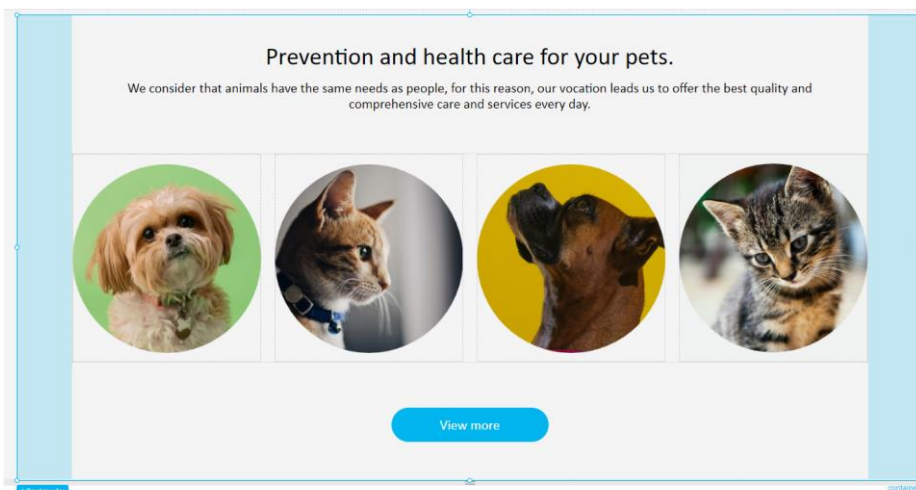 Prevention and health care for your pets.
We consider that animals have the same needs as people, for this reason, our vocation leads us to offer the best quality and
comprehensive care and services every day.
View more